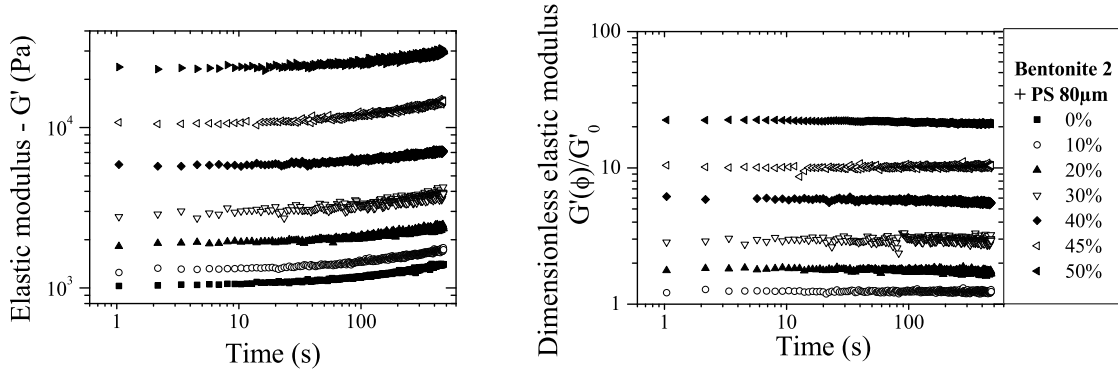 Elastic modulus - G' (Pa)
10^4
10^3
1
10
100
Time (s)
Dimensionless elastic modulus
G'(ϕ)/G'_0
100
10
1
1
10
100
Time (s)
Bentonite 2
+ PS 80µm
0%
10%
20%
30%
40%
45%
50%